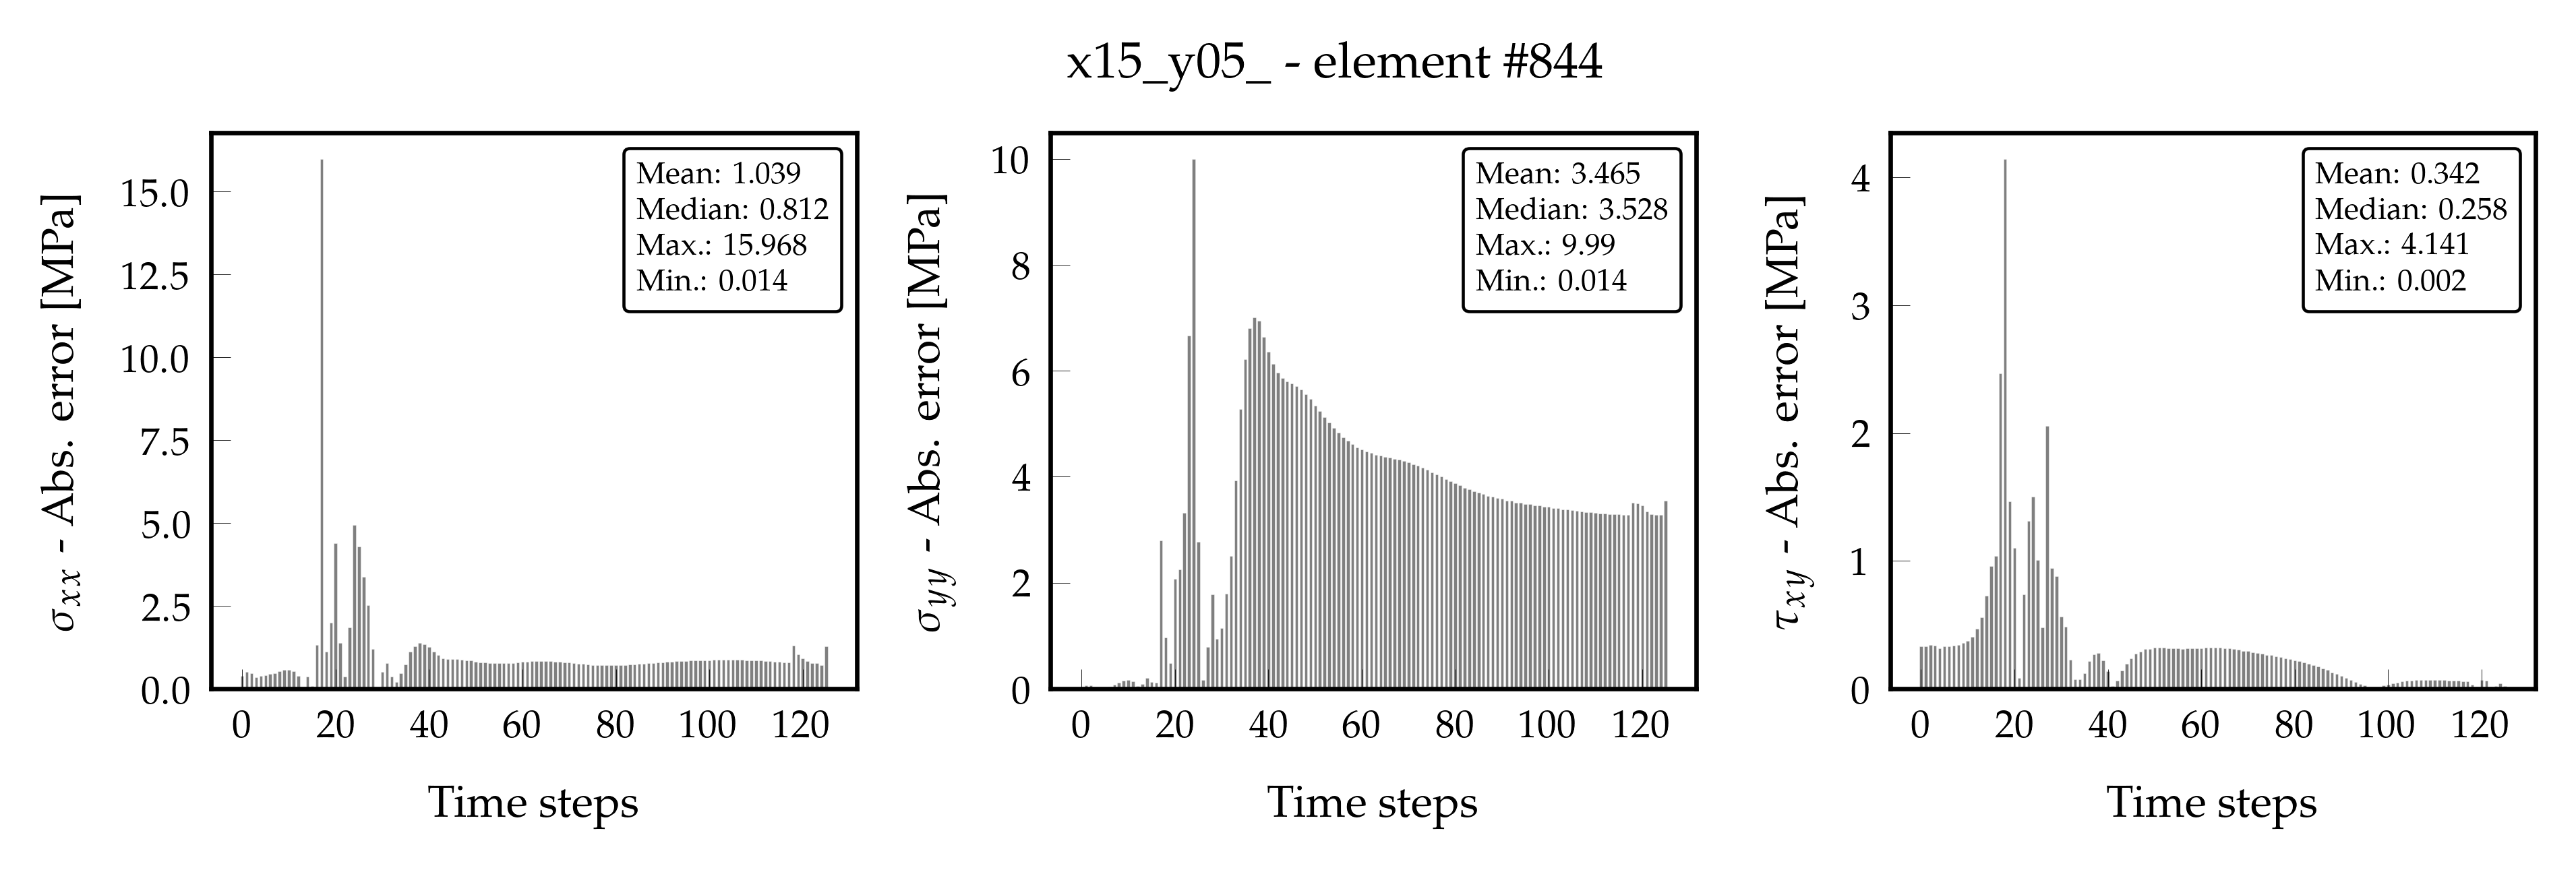 x15_y05_ - element #844
σxx - Abs. error [MPa]
15.0
12.5
10.0
7.5
5.0
2.5
0.0
0 20 40 60 80 100 120
Time steps
Mean: 1.039
Median: 0.812
Max.: 15.968
Min.: 0.014
σyy - Abs. error [MPa]
10
8
6
4
2
0
0 20 40 60 80 100 120
Time steps
Mean: 3.465
Median: 3.528
Max.: 9.99
Min.: 0.014
τxy - Abs. error [MPa]
4
3
2
1
0
0 20 40 60 80 100 120
Time steps
Mean: 0.342
Median: 0.258
Max.: 4.141
Min.: 0.002